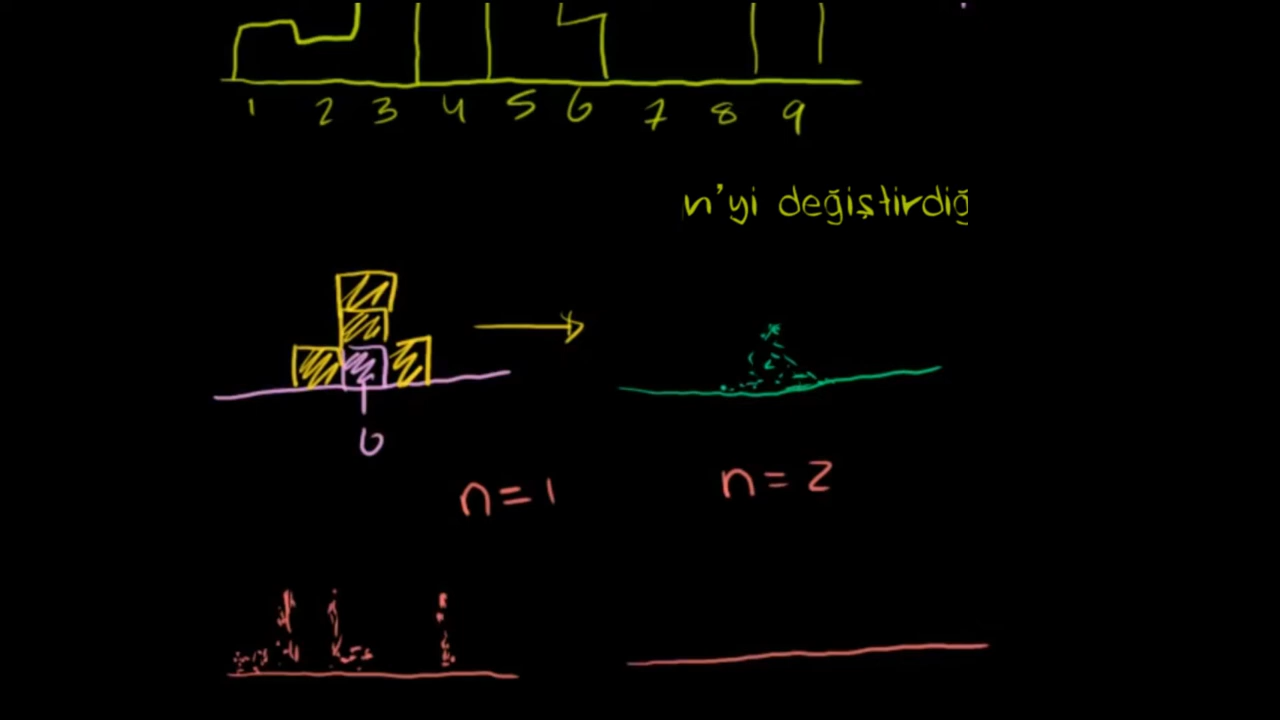 1 2 3 4 5 6 7 8 9
n'yi değiştirdiğ
6
n = 1
n = 2